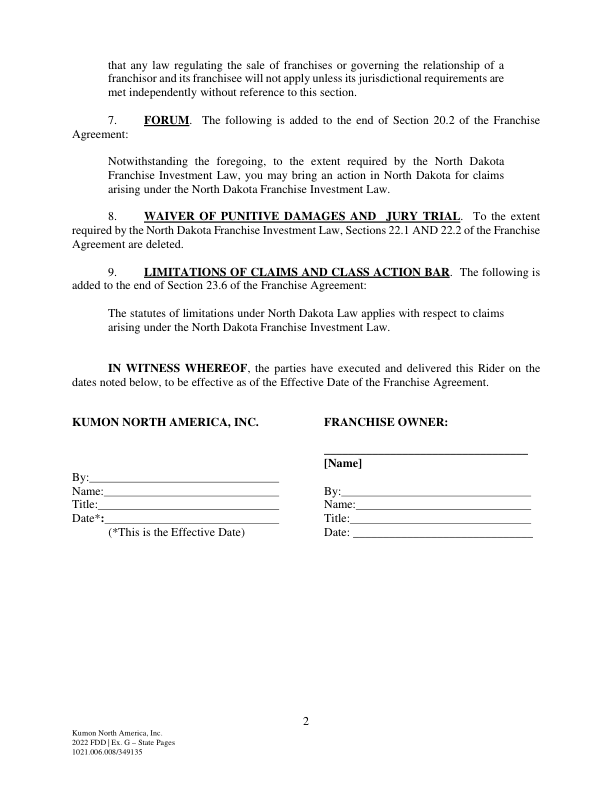 that any law regulating the sale of franchises or governing the relationship of a
franchisor and its franchisee will not apply unless its jurisdictional requirements are
met independently without reference to this section.
7. FORUM. The following is added to the end of Section 20.2 of the Franchise
Agreement:
Notwithstanding the foregoing, to the extent required by the North Dakota
Franchise Investment Law, you may bring an action in North Dakota for claims
arising under the North Dakota Franchise Investment Law.
8. WAIVER OF PUNITIVE DAMAGES AND JURY TRIAL. To the extent
required by the North Dakota Franchise Investment Law, Sections 22.1 AND 22.2 of the Franchise
Agreement are deleted.
9. LIMITATIONS OF CLAIMS AND CLASS ACTION BAR. The following is
added to the end of Section 23.6 of the Franchise Agreement:
The statutes of limitations under North Dakota Law applies with respect to claims
arising under the North Dakota Franchise Investment Law.
IN WITNESS WHEREOF, the parties have executed and delivered this Rider on the
dates noted below, to be effective as of the Effective Date of the Franchise Agreement.
KUMON NORTH AMERICA, INC.
By:
Name:
Title:
Date*:
(*This is the Effective Date)
FRANCHISE OWNER:
[Name]
By:
Name:
Title:
Date:
2
Kumon North America, Inc.
2022 FDD | Ex. G – State Pages
1021.006.008/349135